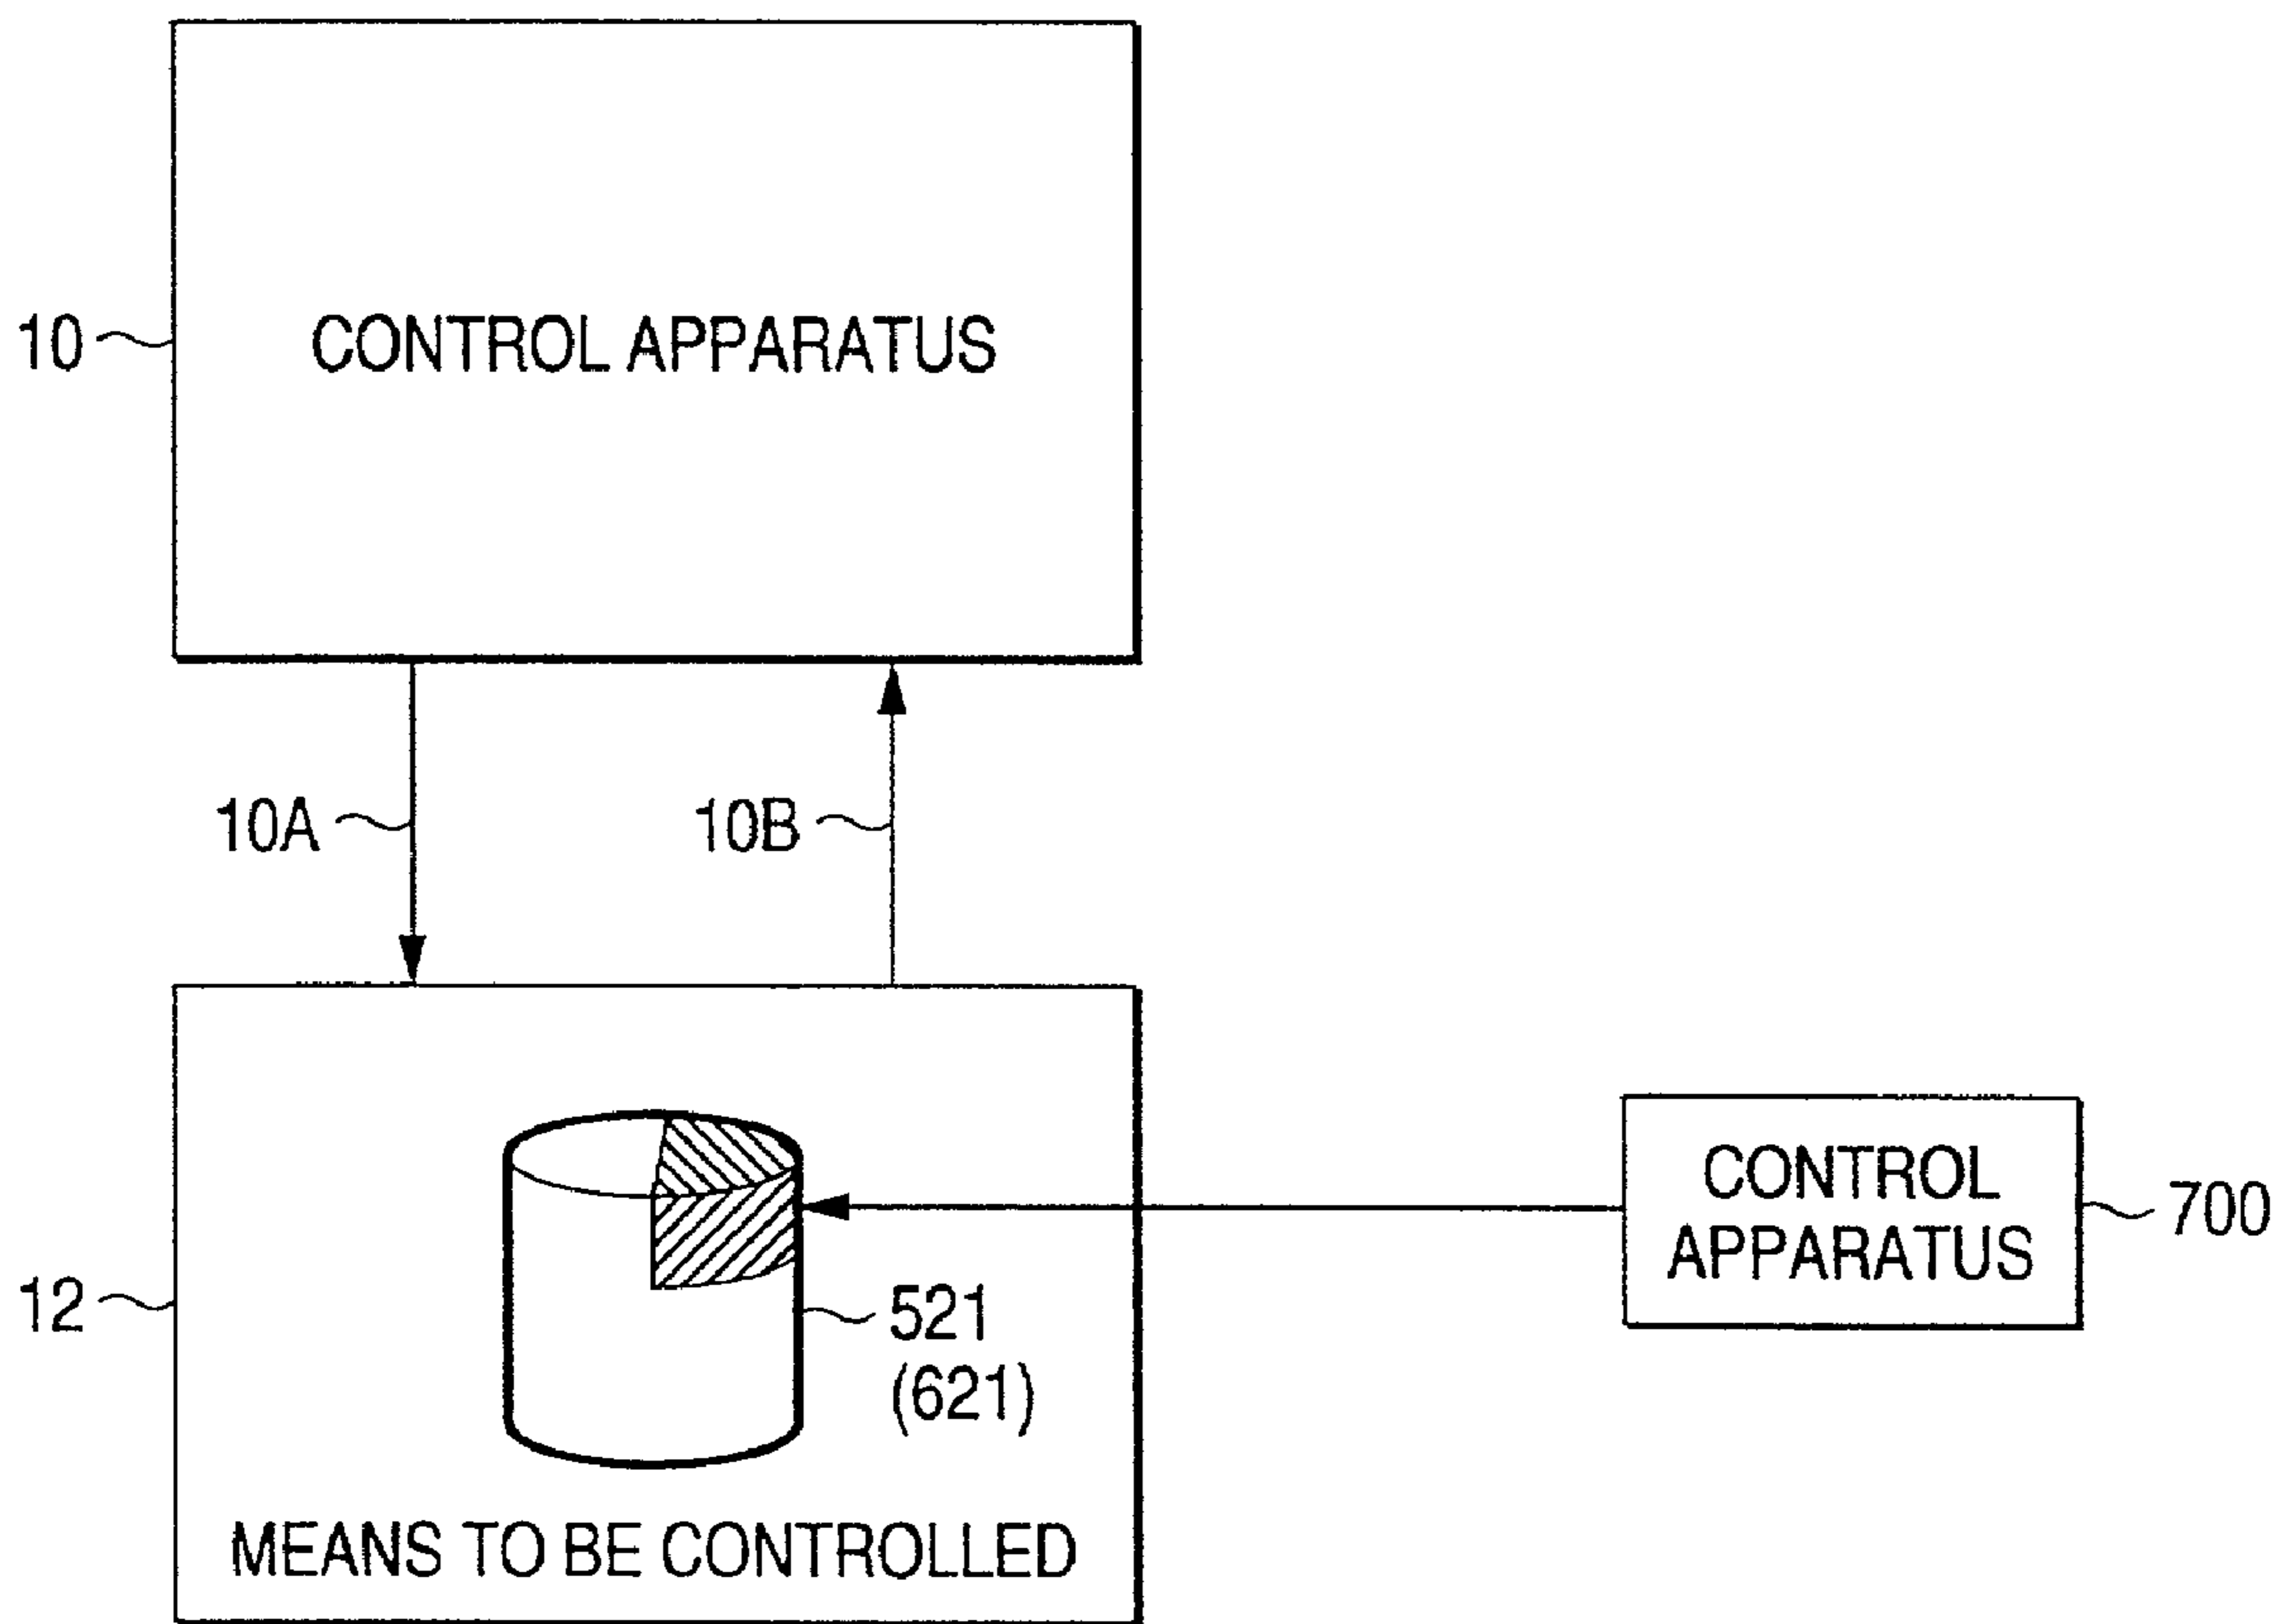 10
CONTROL APPARATUS
10A
10B
CONTROL
APPARATUS
700
12
521
(621)
MEANS TO BE CONTROLLED